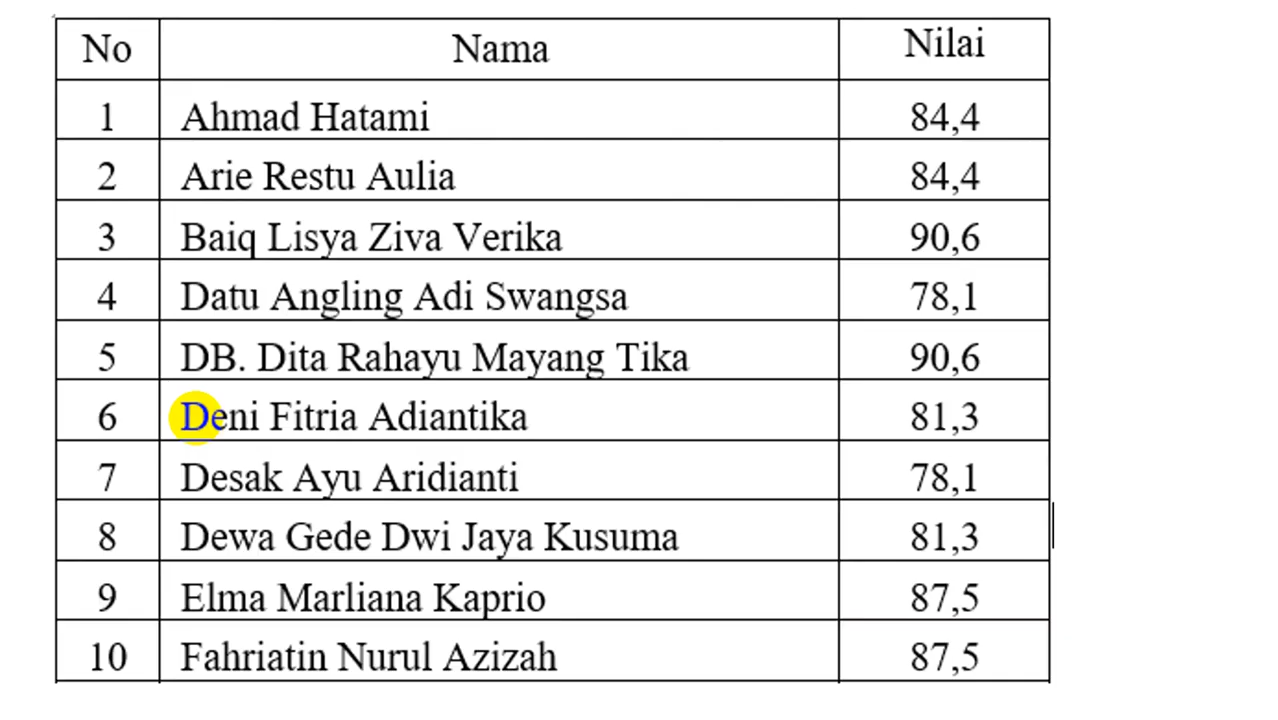 No Nama Nilai
1 Ahmad Hatami 84,4
2 Arie Restu Aulia 84,4
3 Baiq Lisya Ziva Verika 90,6
4 Datu Angling Adi Swangsa 78,1
5 DB. Dita Rahayu Mayang Tika 90,6
6 Deni Fitria Adiantika 81,3
7 Desak Ayu Aridianti 78,1
8 Dewa Gede Dwi Jaya Kusuma 81,3
9 Elma Marliana Kaprio 87,5
10 Fahriatin Nurul Azizah 87,5